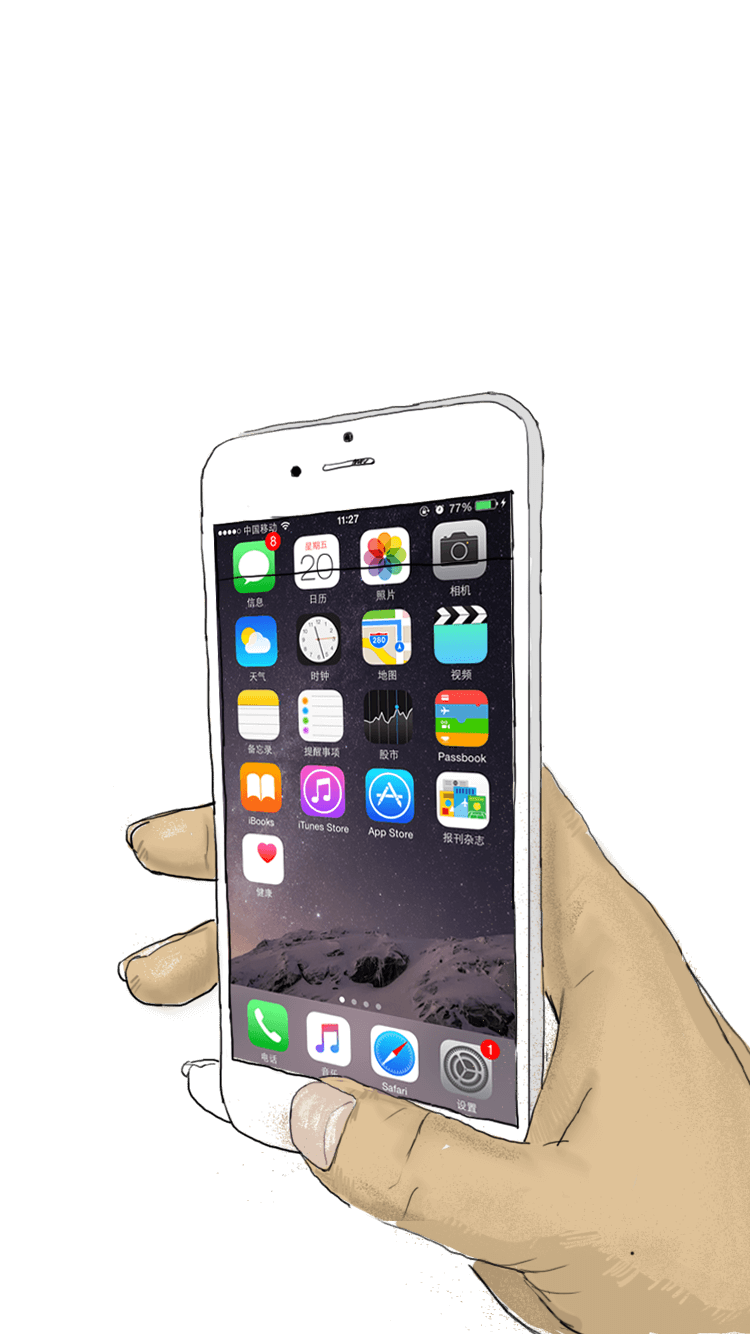 中国移动 11:27 77%
8
星期五
20
信息 日历 照片 相机
280
天气 时钟 地图 视频
备忘录 提醒事项 股市 Passbook
iBooks iTunes Store App Store 报刊杂志
健康
1
电话 音乐 Safari 设置